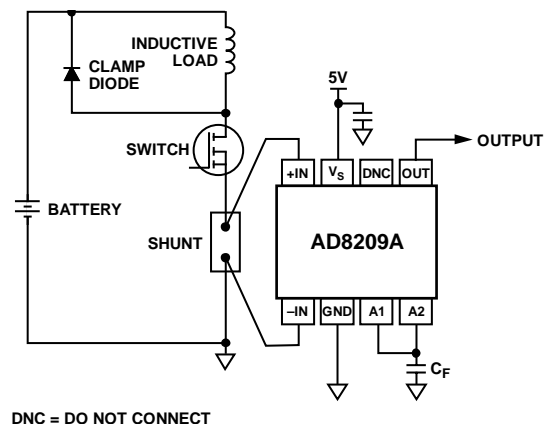 INDUCTIVE
LOAD
CLAMP
DIODE
5V
OUTPUT
SWITCH
+IN
VS
DNC
OUT
BATTERY
SHUNT
AD8209A
–IN
GND
A1
A2
CF
DNC = DO NOT CONNECT